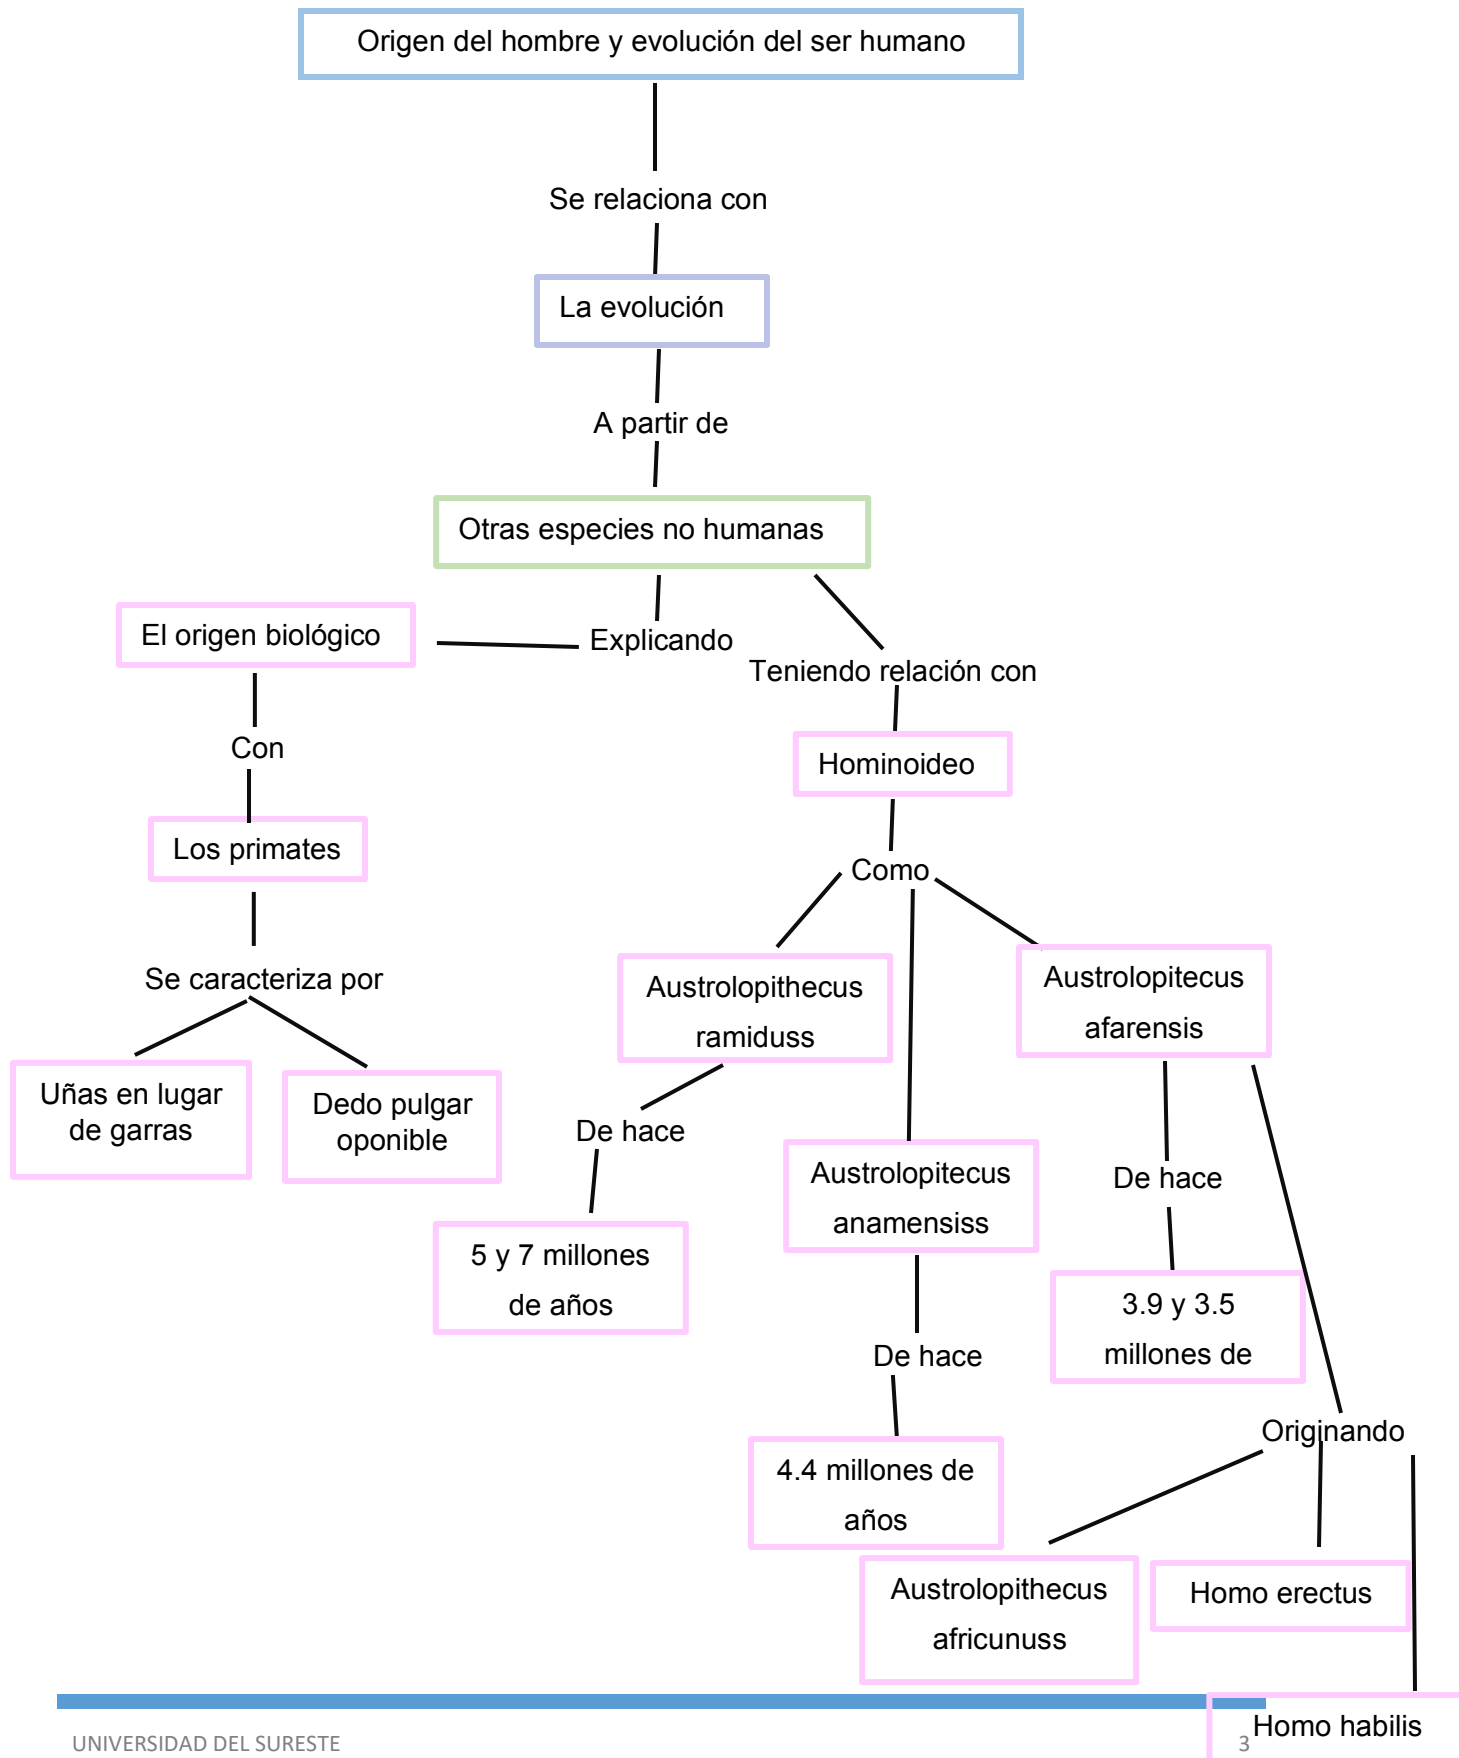 Origen del hombre y evolución del ser humano
Se relaciona con
La evolución
A partir de
Otras especies no humanas
El origen biológico
Explicando
Teniendo relación con
Con
Hominoideo
Los primates
Como
Se caracteriza por
Austrolopithecus
ramiduss
Austrolopitecus
afarensis
Uñas en lugar
de garras
Dedo pulgar
oponible
De hace
Austrolopitecus
anamensiss
De hace
5 y 7 millones
de años
3.9 y 3.5
millones de
De hace
Originando
4.4 millones de
años
Austrolopithecus
africunuss
Homo erectus
Homo habilis
UNIVERSIDAD DEL SURESTE
3